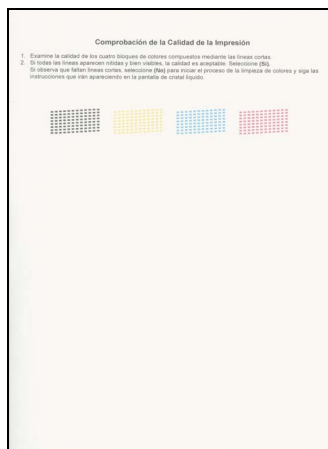 Comprobación de la Calidad de la Impresión
1. Examine la calidad de los cuatro bloques de colores compuestos mediante las líneas cortas.
2. Si todas las líneas aparecen nítidas y bien visibles, la calidad es aceptable. Seleccione (Sí).
Si observa que faltan líneas cortas, seleccione (No) para iniciar el proceso de la limpieza de colores y siga las
instrucciones que irán apareciendo en la pantalla de cristal líquido.